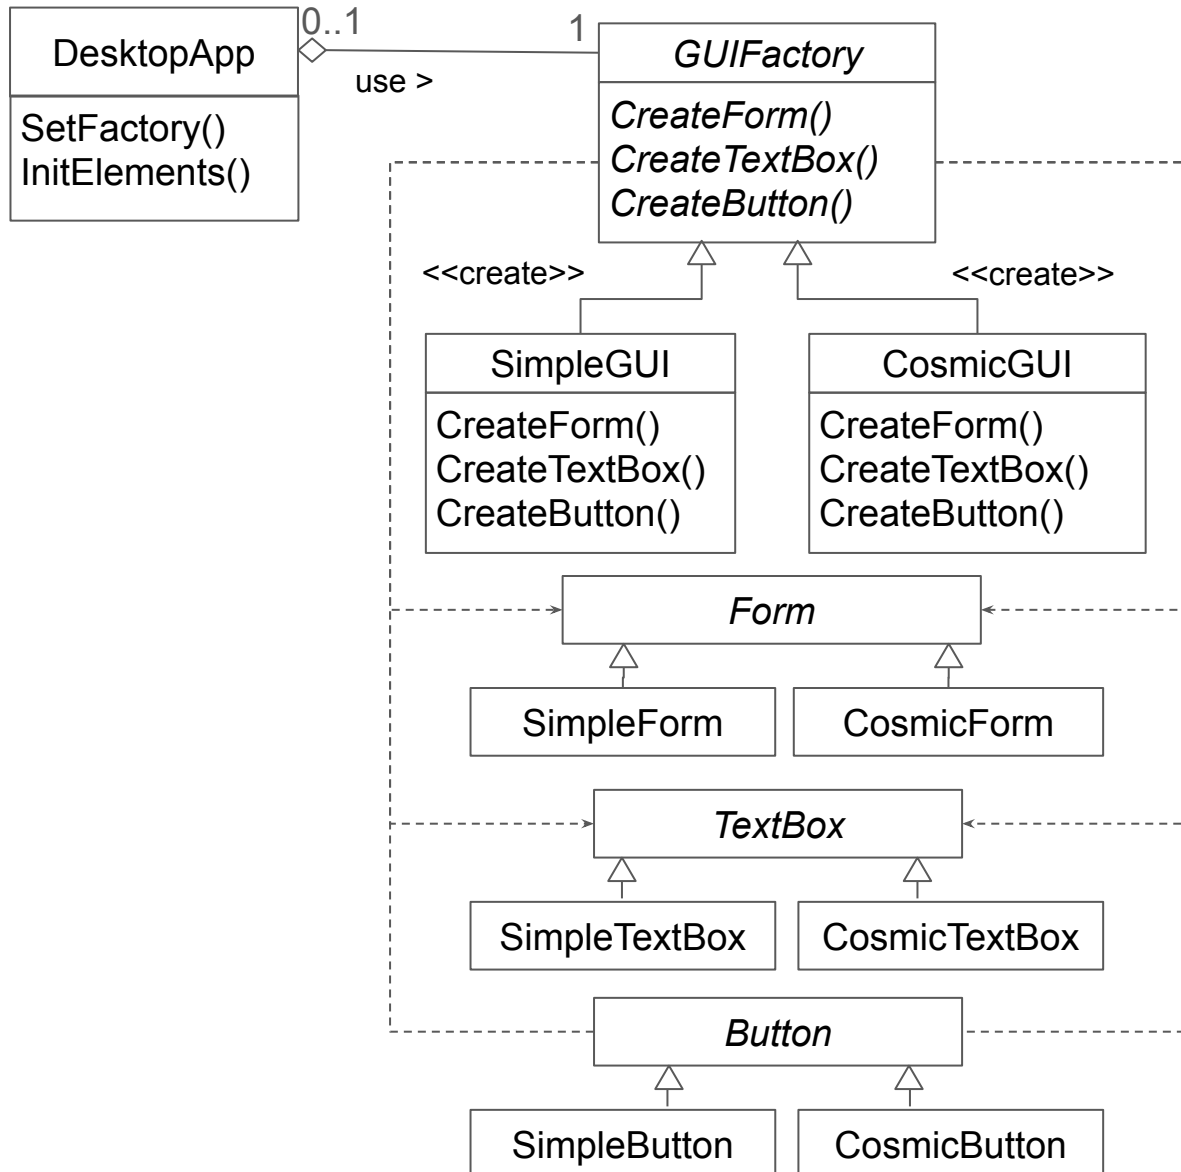 DesktopApp
SetFactory()
InitElements()
0..1
1
use >
GUIFactory
CreateForm()
CreateTextBox()
CreateButton()
<<create>>
<<create>>
SimpleGUI
CreateForm()
CreateTextBox()
CreateButton()
CosmicGUI
CreateForm()
CreateTextBox()
CreateButton()
Form
SimpleForm
CosmicForm
TextBox
SimpleTextBox
CosmicTextBox
Button
SimpleButton
CosmicButton